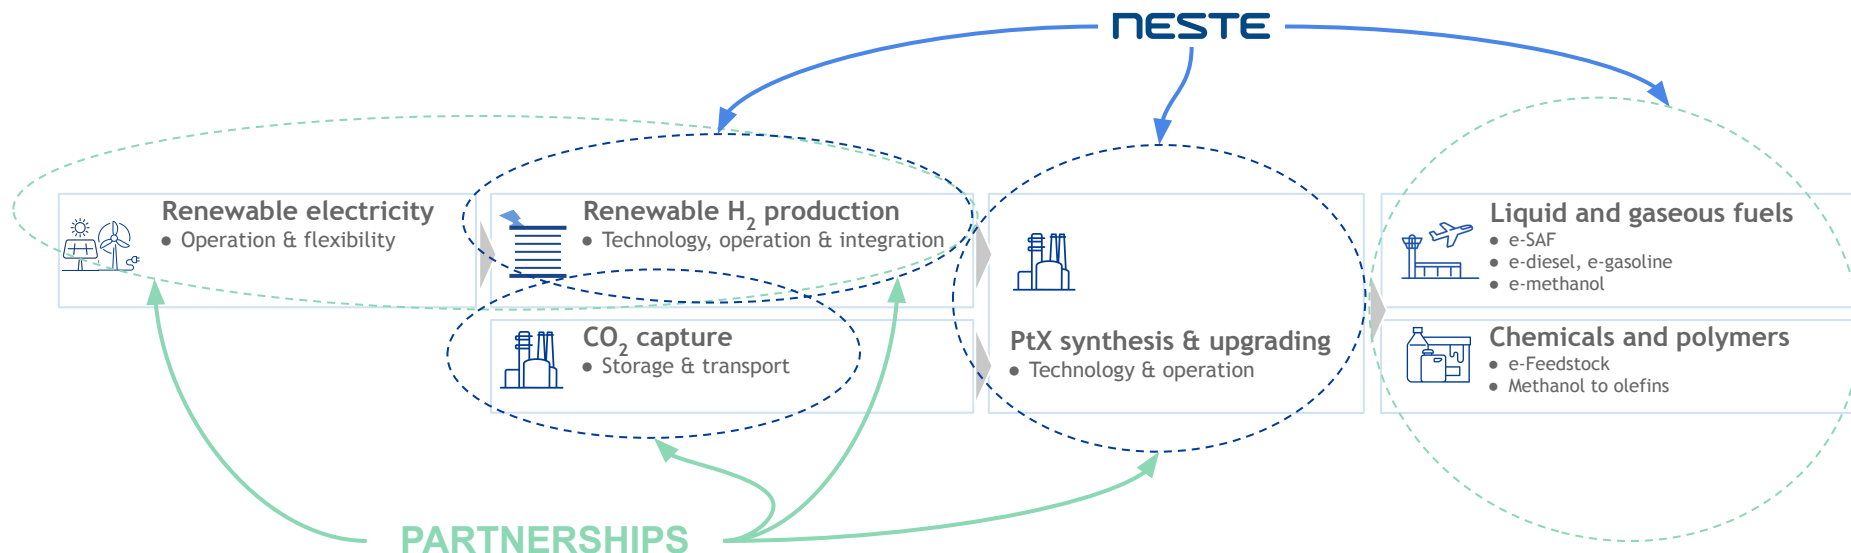 NESTE
Renewable electricity
• Operation & flexibility
Renewable H₂ production
• Technology, operation & integration
CO₂ capture
• Storage & transport
PtX synthesis & upgrading
• Technology & operation
Liquid and gaseous fuels
• e-SAF
• e-diesel, e-gasoline
• e-methanol
Chemicals and polymers
• e-Feedstock
• Methanol to olefins
PARTNERSHIPS